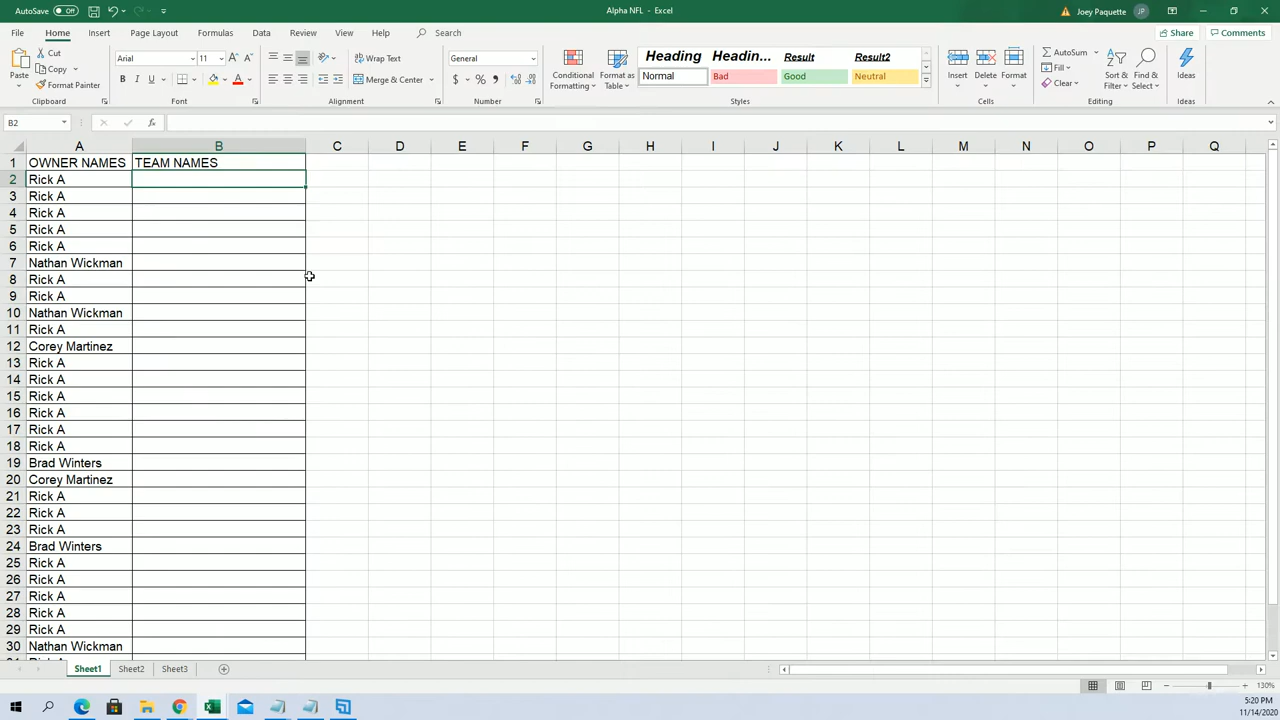 AutoSave Off
Alpha NFL - Excel
Joey Paquette JP
File Home Insert Page Layout Formulas Data Review View Help Search
Share Comments
Paste
Cut
Copy
Format Painter
Clipboard
Arial 11
B I U
Font
Wrap Text
Merge & Center
Alignment
General
$ % ,
Number
Conditional Formatting
Format as Table
Heading Headin... Result Result2
Normal Bad Good Neutral
Styles
Insert Delete Format
Cells
AutoSum
Fill
Clear
Sort & Filter
Find & Select
Editing
Ideas
Ideas
B2 fx
A B C D E F G H I J K L M N O P Q
1 OWNER NAMES TEAM NAMES
2 Rick A
3 Rick A
4 Rick A
5 Rick A
6 Rick A
7 Nathan Wickman
8 Rick A
9 Rick A
10 Nathan Wickman
11 Rick A
12 Corey Martinez
13 Rick A
14 Rick A
15 Rick A
16 Rick A
17 Rick A
18 Rick A
19 Brad Winters
20 Corey Martinez
21 Rick A
22 Rick A
23 Rick A
24 Brad Winters
25 Rick A
26 Rick A
27 Rick A
28 Rick A
29 Rick A
30 Nathan Wickman
Sheet1 Sheet2 Sheet3
130%
5:20 PM
11/14/2020